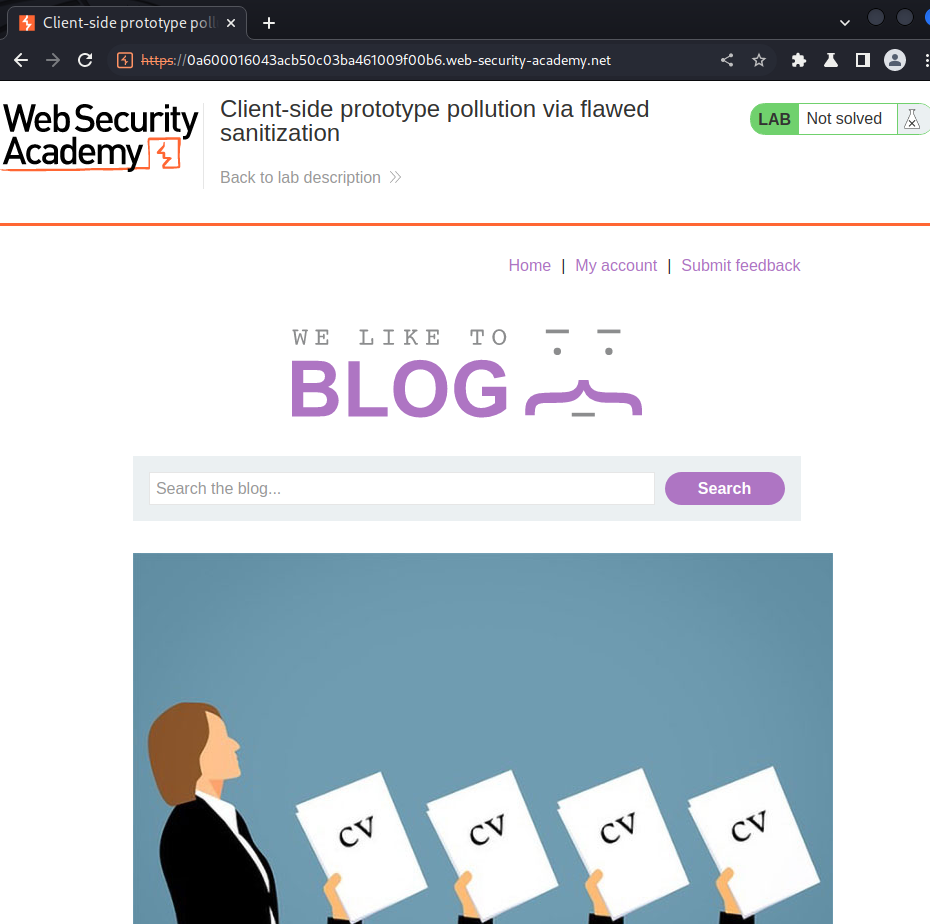 Client-side prototype poll
https://0a600016043acb50c03ba461009f00b6.web-security-academy.net
Web Security
Academy
Client-side prototype pollution via flawed
sanitization
Back to lab description
LAB Not solved
Home | My account | Submit feedback
WE LIKE TO
BLOG
Search the blog...
Search
CV CV CV CV